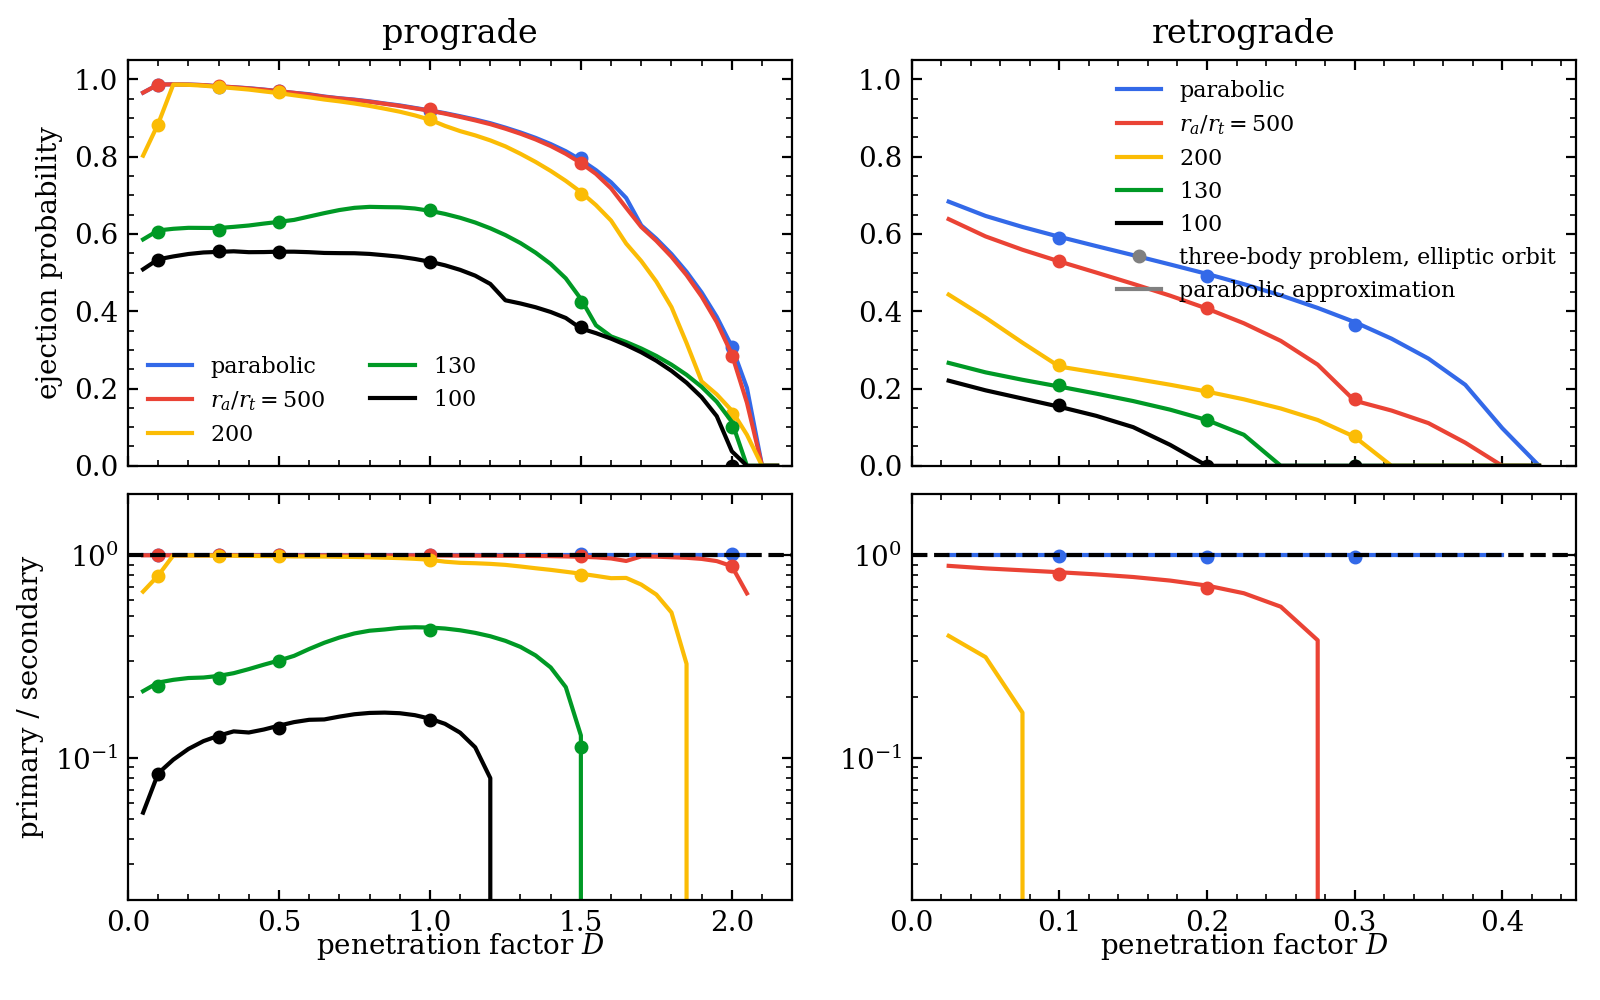 prograde
retrograde
ejection probability
1.0
0.8
0.6
0.4
0.2
0.0
parabolic
r_a/r_t = 500
200
130
100
1.0
0.8
0.6
0.4
0.2
0.0
parabolic
r_a/r_t = 500
200
130
100
three-body problem, elliptic orbit
parabolic approximation
primary / secondary
10^0
10^-1
0.0 0.5 1.0 1.5 2.0
penetration factor D
10^0
10^-1
0.0 0.1 0.2 0.3 0.4
penetration factor D